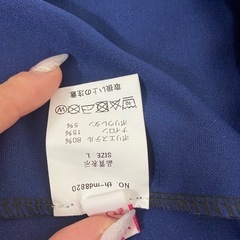 No. th-md8820
SIZE L
品質表示
ポリエステル 80%
ナイロン 15%
ポリウレタン 5%
取扱い上の注意